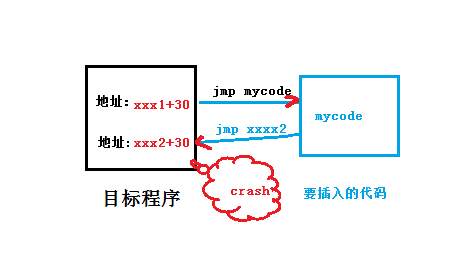 jmp mycode
地址: xxx1+30
mycode
jmp xxxx2
地址: xxx2+30
crash
目标程序
要插入的代码